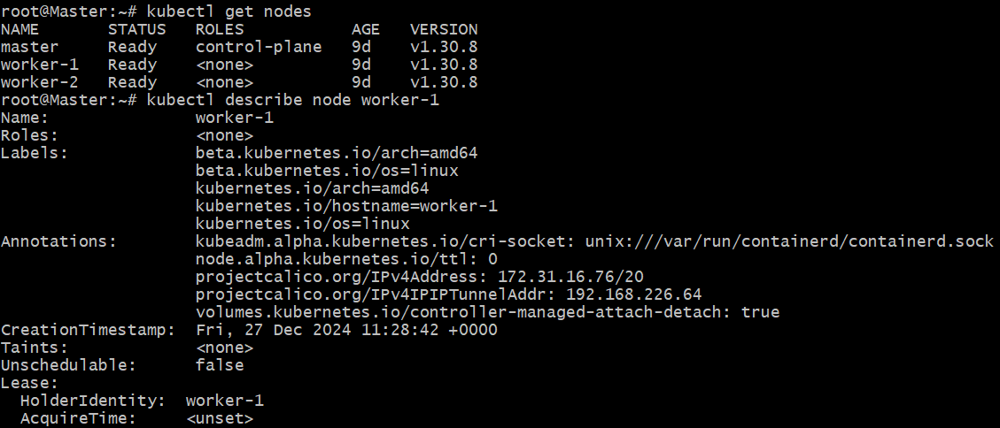 root@Master:~# kubectl get nodes
NAME       STATUS   ROLES           AGE   VERSION
master     Ready    control-plane   9d    v1.30.8
worker-1   Ready    <none>          9d    v1.30.8
worker-2   Ready    <none>          9d    v1.30.8
root@Master:~# kubectl describe node worker-1
Name:               worker-1
Roles:              <none>
Labels:             beta.kubernetes.io/arch=amd64
                    beta.kubernetes.io/os=linux
                    kubernetes.io/arch=amd64
                    kubernetes.io/hostname=worker-1
                    kubernetes.io/os=linux
Annotations:        kubeadm.alpha.kubernetes.io/cri-socket: unix:///var/run/containerd/containerd.sock
                    node.alpha.kubernetes.io/ttl: 0
                    projectcalico.org/IPv4Address: 172.31.16.76/20
                    projectcalico.org/IPv4IPIPTunnelAddr: 192.168.226.64
                    volumes.kubernetes.io/controller-managed-attach-detach: true
CreationTimestamp:  Fri, 27 Dec 2024 11:28:42 +0000
Taints:             <none>
Unschedulable:      false
Lease:
  HolderIdentity:  worker-1
  AcquireTime:     <unset>